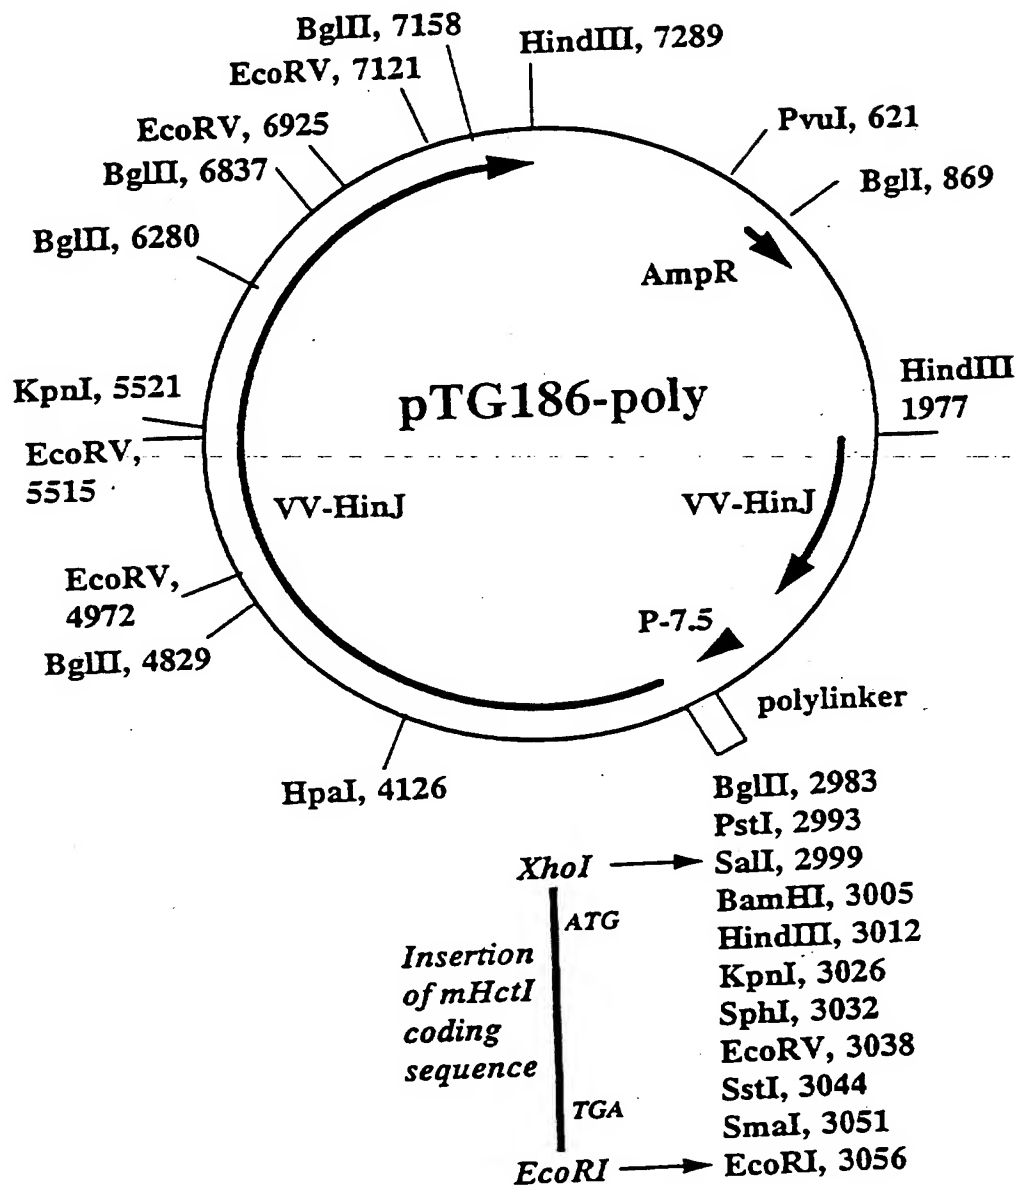 BglII, 7158
HindIII, 7289
EcoRV, 7121
PvuI, 621
EcoRV, 6925
BglII, 6837
BglI, 869
BglII, 6280
AmpR
KpnI, 5521
pTG186-poly
HindIII
1977
EcoRV,
5515
VV-HinJ
VV-HinJ
EcoRV,
4972
P-7.5
BglII, 4829
polylinker
HpaI, 4126
BglII, 2983
PstI, 2993
XhoI
SalI, 2999
BamHI, 3005
ATG
HindIII, 3012
Insertion
of mHctI
coding
sequence
KpnI, 3026
SphI, 3032
EcoRV, 3038
SstI, 3044
TGA
SmaI, 3051
EcoRI
EcoRI, 3056